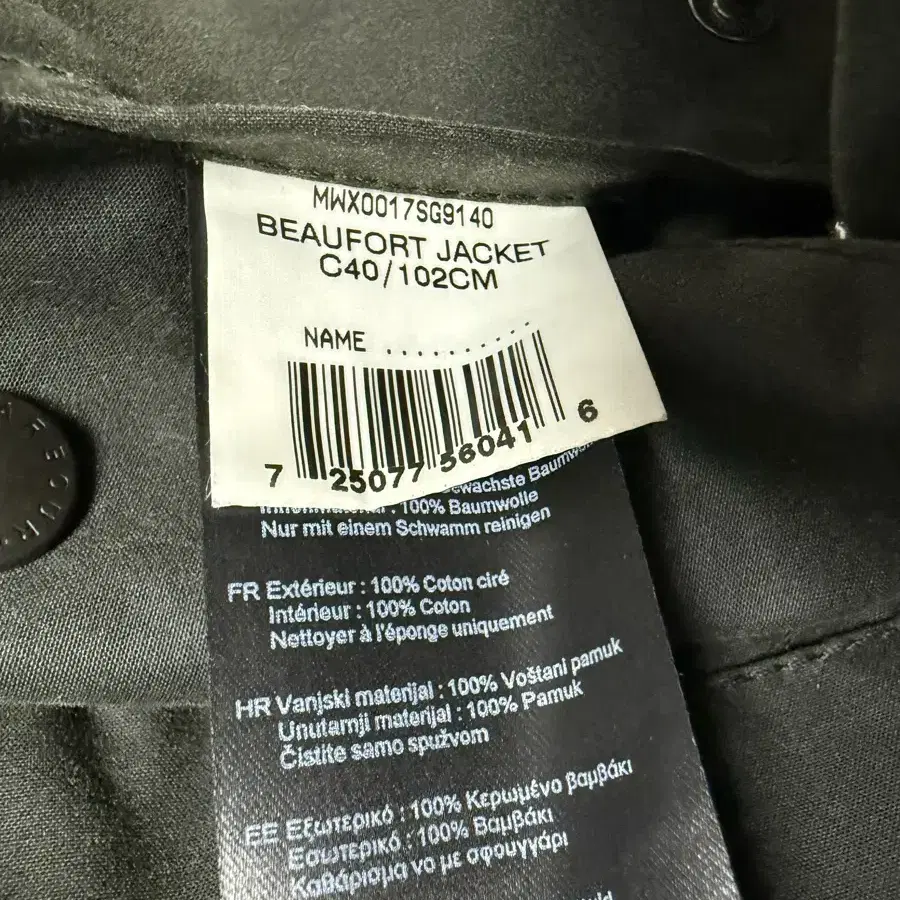 MWX0017SG9140
BEAUFORT JACKET
C40/102CM
NAME ..........
7 25077 56041 6
100% Baumwolle
Nur mit einem Schwamm reinigen
FR Extérieur : 100% Coton ciré
Intérieur : 100% Coton
Nettoyer à l'éponge uniquement
HR Vanjski materijal : 100% Voštani pamuk
Unutarnji materijal : 100% Pamuk
Čistite samo spužvom
EE Εξωτερικό : 100% Κερωμένο βαμβάκι
Εσωτερικό : 100% Βαμβάκι
Καθάρισμα νο με σφουγγάρι